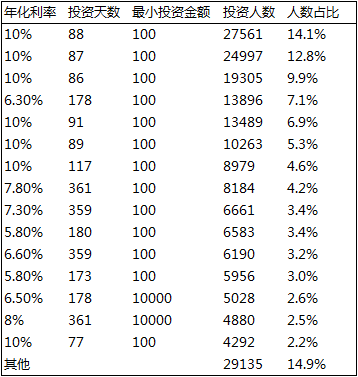 年化利率 投资天数 最小投资金额 投资人数 人数占比
10% 88 100 27561 14.1%
10% 87 100 24997 12.8%
10% 86 100 19305 9.9%
6.30% 178 100 13896 7.1%
10% 91 100 13489 6.9%
10% 89 100 10263 5.3%
10% 117 100 8979 4.6%
7.80% 361 100 8184 4.2%
7.30% 359 100 6661 3.4%
5.80% 180 100 6583 3.4%
6.60% 359 100 6190 3.2%
5.80% 173 100 5956 3.0%
6.50% 178 10000 5028 2.6%
8% 361 10000 4880 2.5%
10% 77 100 4292 2.2%
其他 29135 14.9%